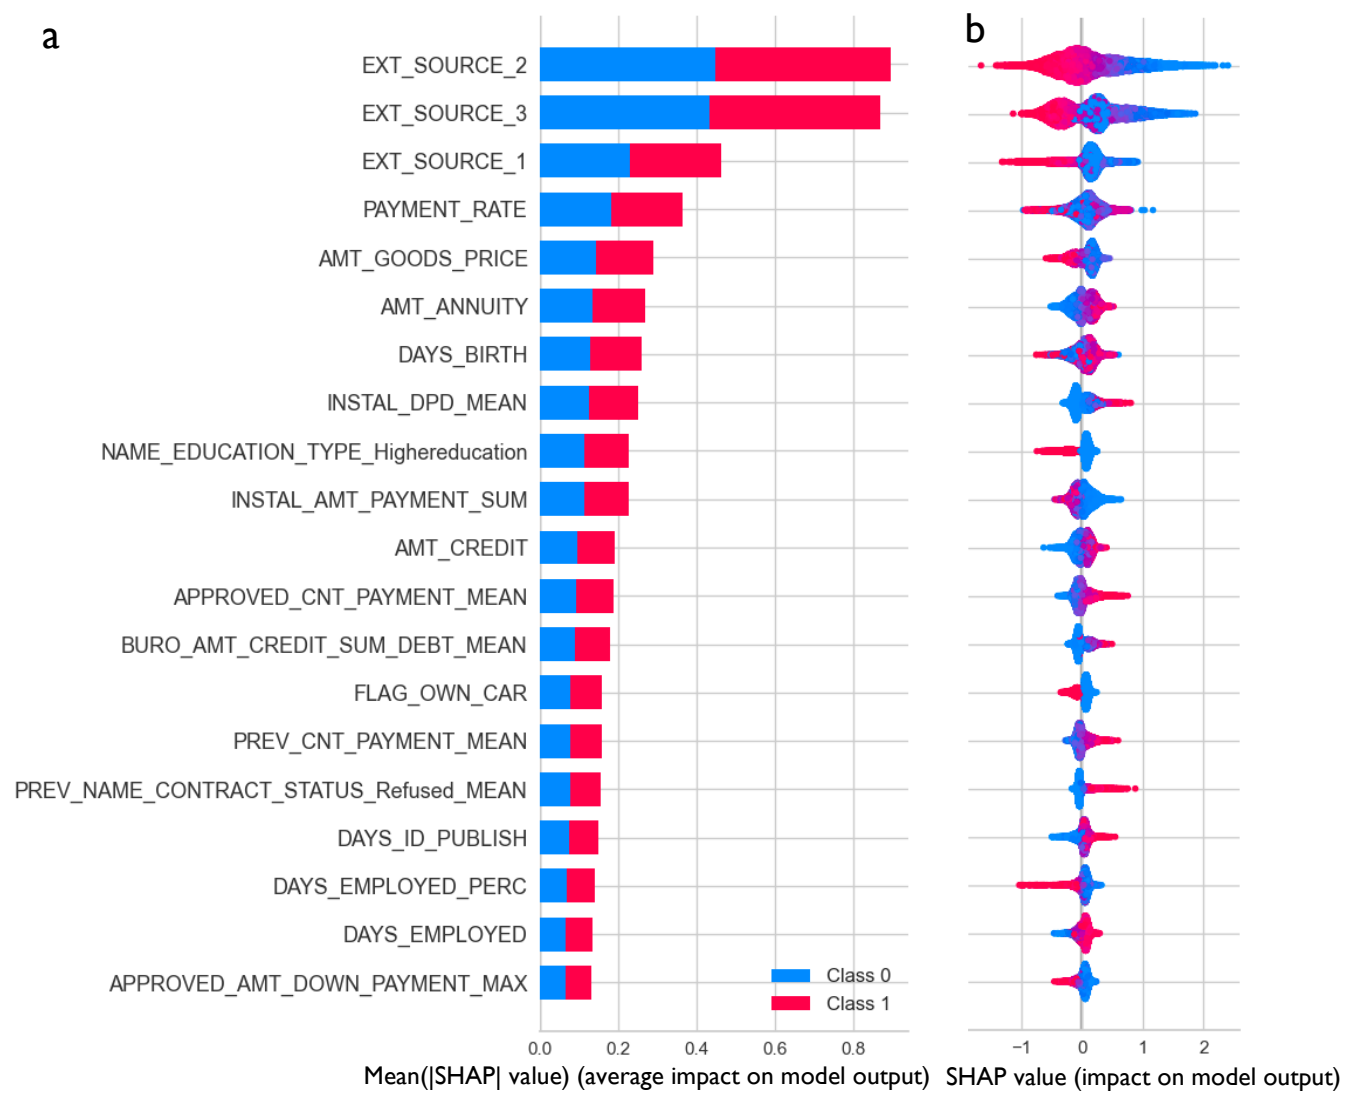 a
b
EXT_SOURCE_2
EXT_SOURCE_3
EXT_SOURCE_1
PAYMENT_RATE
AMT_GOODS_PRICE
AMT_ANNUITY
DAYS_BIRTH
INSTAL_DPD_MEAN
NAME_EDUCATION_TYPE_Highereducation
INSTAL_AMT_PAYMENT_SUM
AMT_CREDIT
APPROVED_CNT_PAYMENT_MEAN
BURO_AMT_CREDIT_SUM_DEBT_MEAN
FLAG_OWN_CAR
PREV_CNT_PAYMENT_MEAN
PREV_NAME_CONTRACT_STATUS_Refused_MEAN
DAYS_ID_PUBLISH
DAYS_EMPLOYED_PERC
DAYS_EMPLOYED
APPROVED_AMT_DOWN_PAYMENT_MAX
Class 0
Class 1
0.0 0.2 0.4 0.6 0.8
−1 0 1 2
Mean(|SHAP| value) (average impact on model output)
SHAP value (impact on model output)